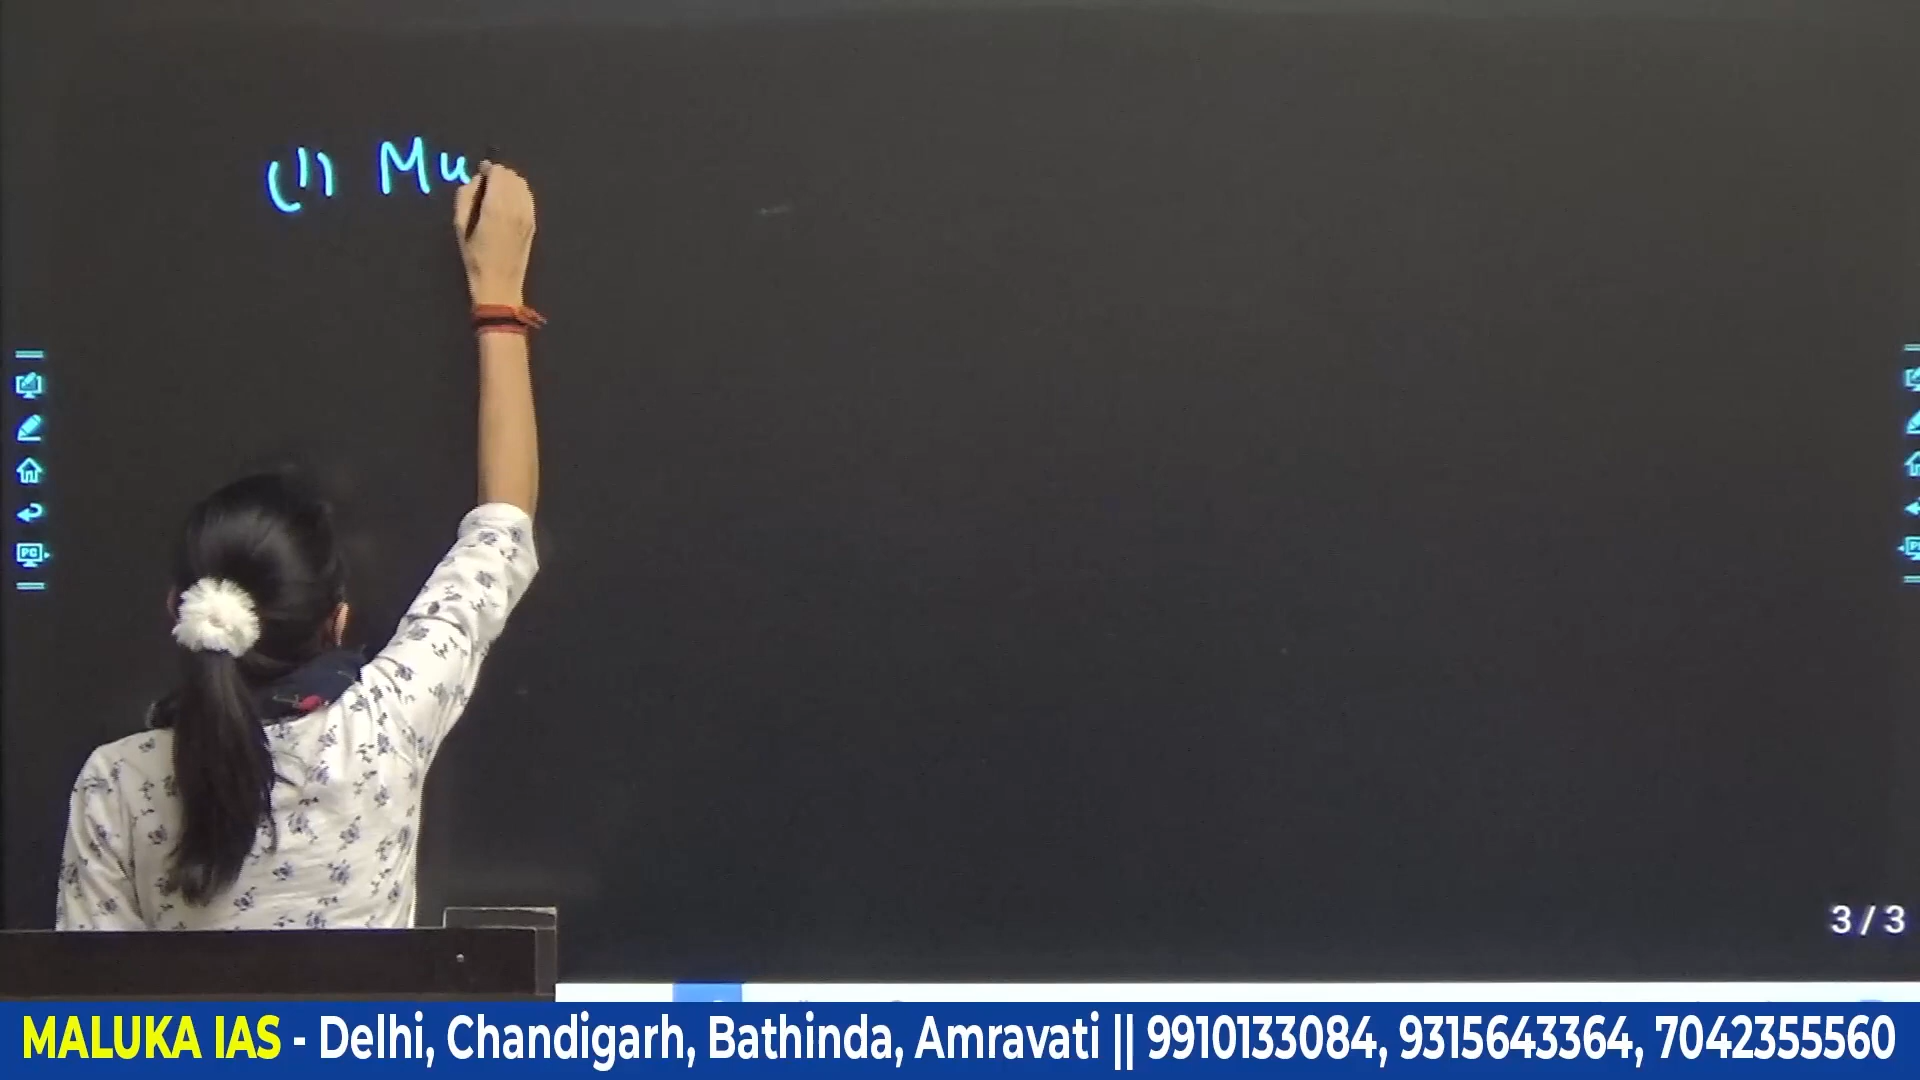 (1) Mu
3 / 3
MALUKA IAS - Delhi, Chandigarh, Bathinda, Amravati || 9910133084, 9315643364, 7042355560